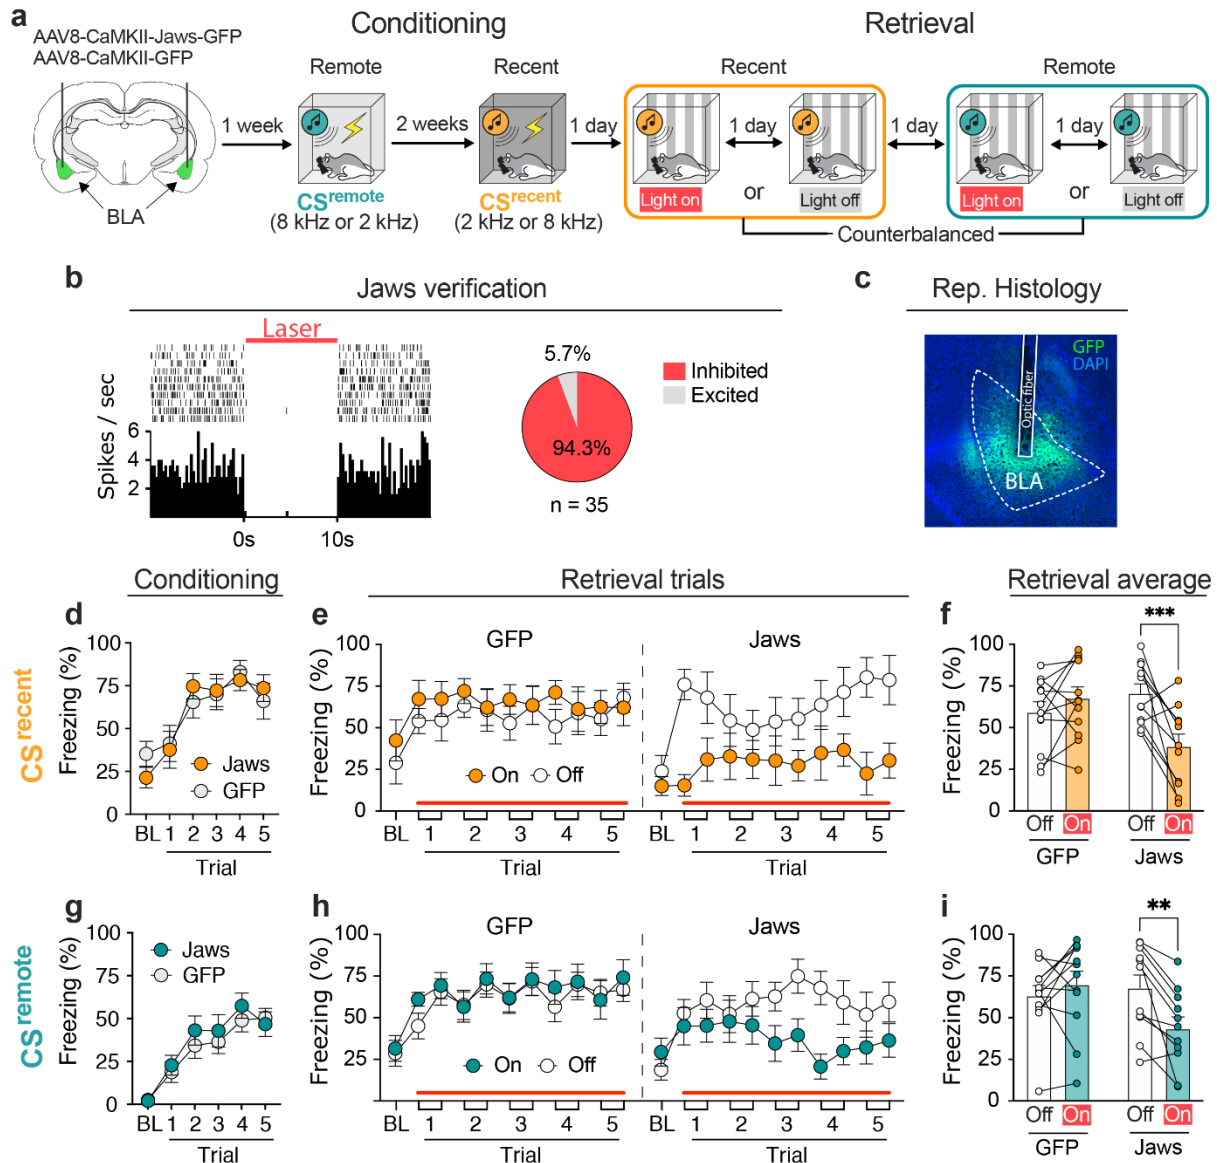 a
AAV8-CaMKII-Jaws-GFP
AAV8-CaMKII-GFP
BLA
1 week
Conditioning
Remote
CSremote
(8 kHz or 2 kHz)
2 weeks
Recent
CSrecent
(2 kHz or 8 kHz)
1 day
Retrieval
Recent
Light on
1 day
or
Light off
1 day
Remote
Light on
1 day
or
Light off
Counterbalanced
b
Jaws verification
Laser
Spikes / sec
6
4
2
0s
10s
5.7%
94.3%
n = 35
Inhibited
Excited
c
Rep. Histology
GFP
DAPI
Optic fiber
BLA
Conditioning
Retrieval trials
Retrieval average
CSrecent
d
Freezing (%)
100
75
50
25
0
Jaws
GFP
BL 1 2 3 4 5
Trial
e
Freezing (%)
100
75
50
25
0
GFP
On
Off
BL 1 2 3 4 5
Trial
Jaws
BL 1 2 3 4 5
Trial
f
Freezing (%)
100
75
50
25
0
***
Off On Off On
GFP Jaws
CSremote
g
Freezing (%)
100
75
50
25
0
Jaws
GFP
BL 1 2 3 4 5
Trial
h
Freezing (%)
100
75
50
25
GFP
On
Off
BL 1 2 3 4 5
Trial
Jaws
BL 1 2 3 4 5
Trial
i
Freezing (%)
100
75
50
25
0
**
Off On Off On
GFP Jaws